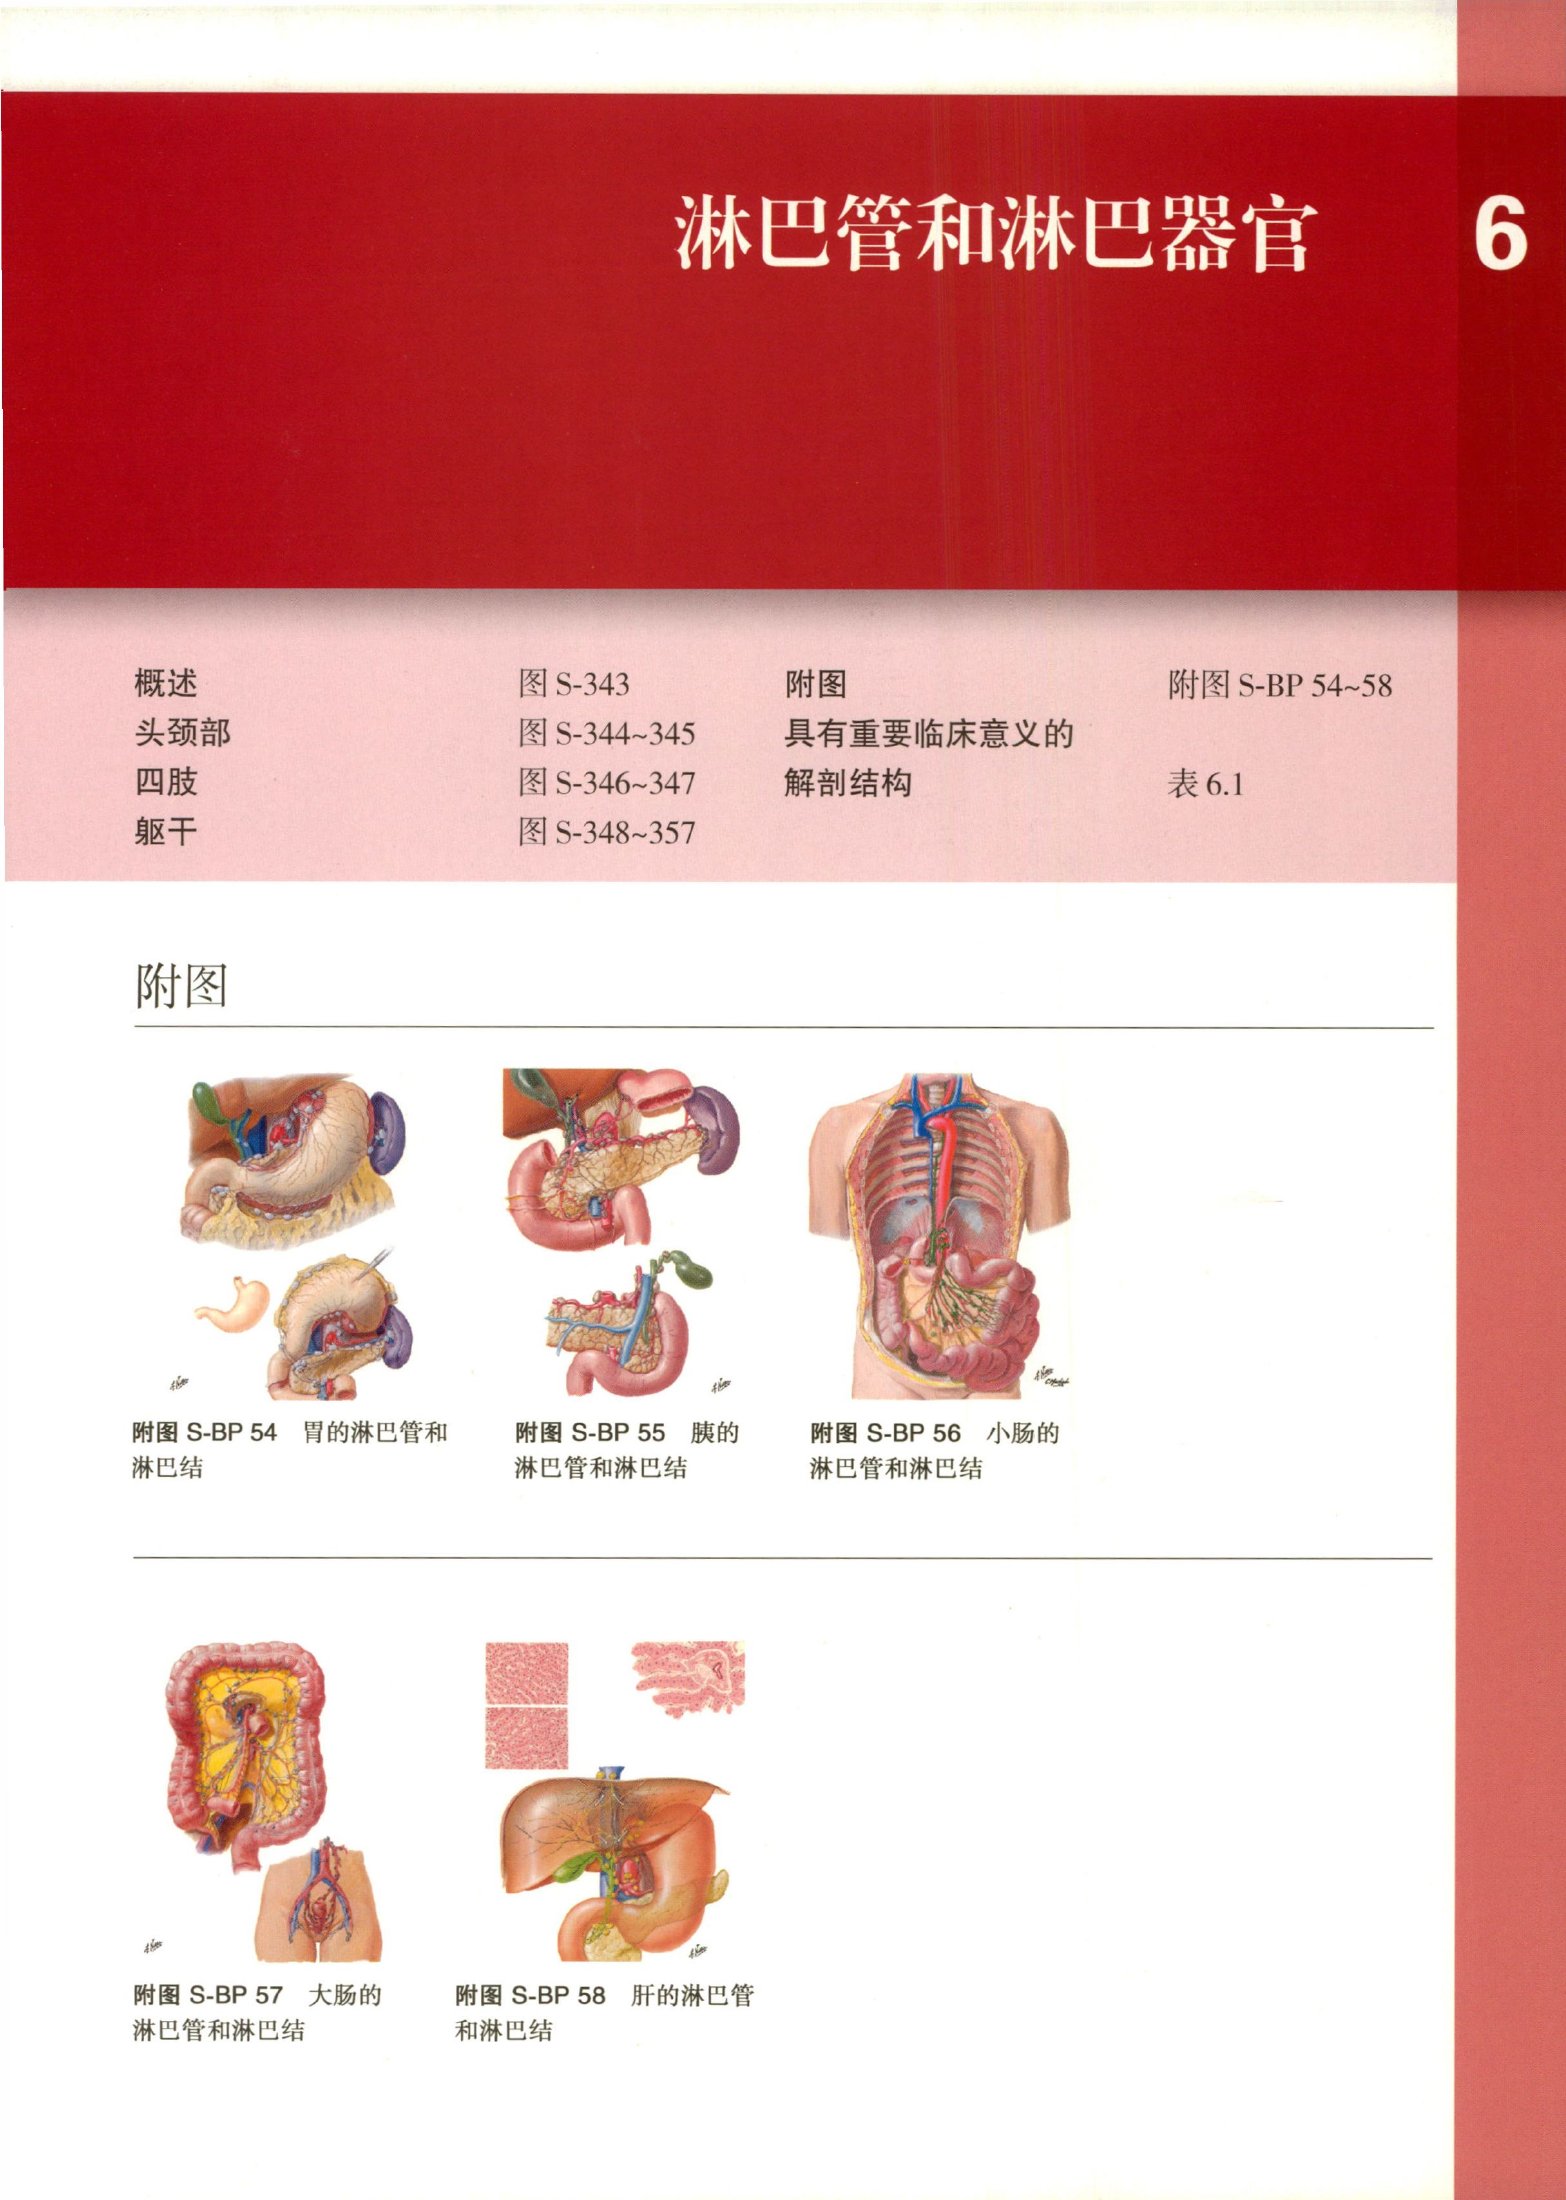 淋巴管和淋巴器官 6
概述 图 S-343
头颈部 图 S-344~345
四肢 图 S-346~347
躯干 图 S-348~357
附图 附图 S-BP 54~58
具有重要临床意义的
解剖结构 表 6.1
附图
附图 S-BP 54 胃的淋巴管和
淋巴结
附图 S-BP 55 胰的
淋巴管和淋巴结
附图 S-BP 56 小肠的
淋巴管和淋巴结
附图 S-BP 57 大肠的
淋巴管和淋巴结
附图 S-BP 58 肝的淋巴管
和淋巴结